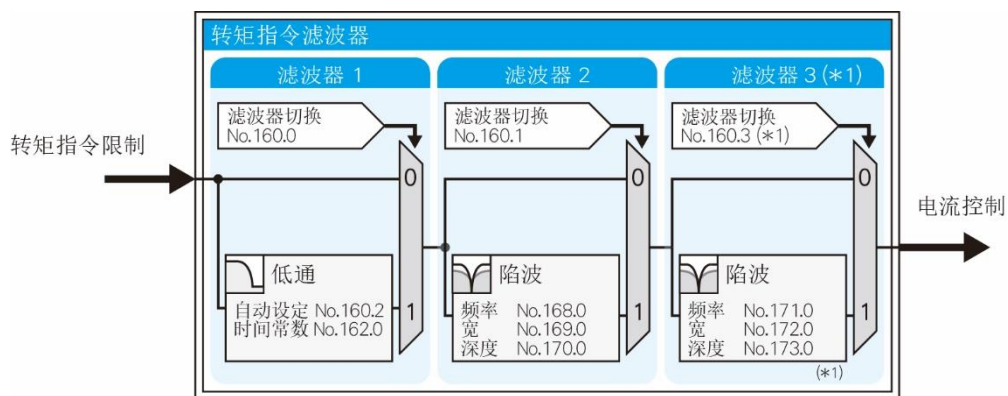 转矩指令滤波器
滤波器 1
滤波器 2
滤波器 3 (*1)
滤波器切换
No.160.0
滤波器切换
No.160.1
滤波器切换
No.160.3 (*1)
转矩指令限制
0
0
0
电流控制
低通
自动设定 No.160.2
时间常数 No.162.0
1
陷波
频率 No.168.0
宽 No.169.0
深度 No.170.0
1
陷波
频率 No.171.0
宽 No.172.0
深度 No.173.0
1
(*1)